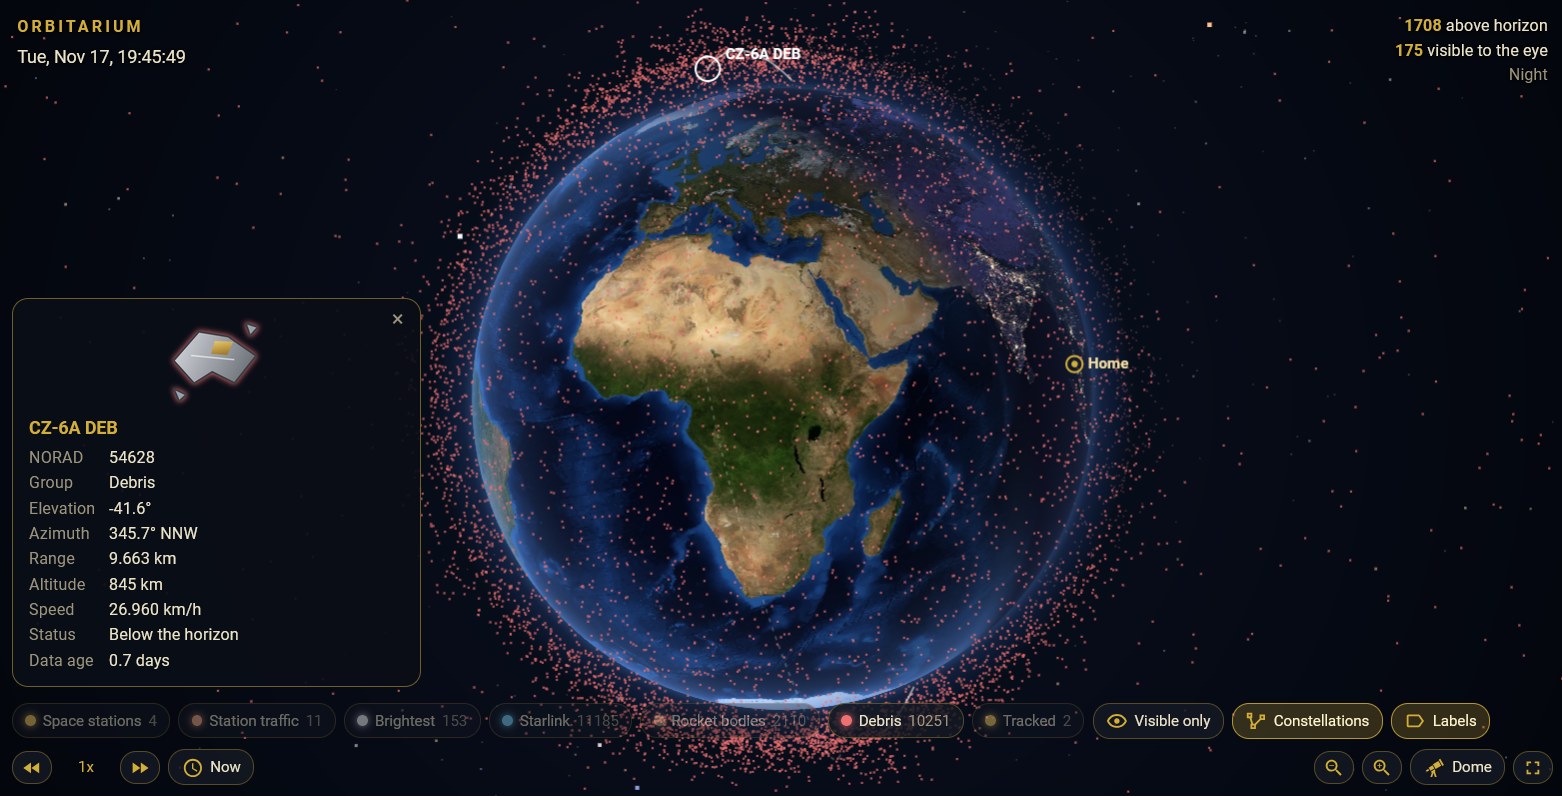 ORBITARIUM
Tue, Nov 17, 19:45:49
1708 above horizon
175 visible to the eye
Night
CZ-6A DEB
Home
×
CZ-6A DEB
NORAD 54628
Group Debris
Elevation -41.6°
Azimuth 345.7° NNW
Range 9.663 km
Altitude 845 km
Speed 26.960 km/h
Status Below the horizon
Data age 0.7 days
Space stations 4
Station traffic 11
Brightest 153
Starlink 11185
Rocket bodies 2110
Debris 10251
Tracked 2
Visible only
Constellations
Labels
1x
Now
Dome